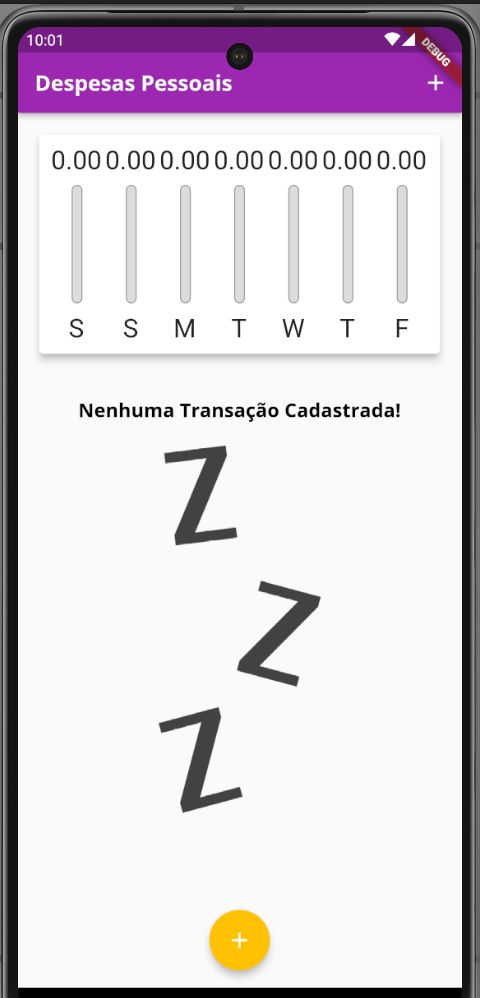 10:01
DEBUG
Despesas Pessoais
+
0.00 0.00 0.00 0.00 0.00 0.00 0.00
S S M T W T F
Nenhuma Transação Cadastrada!
Z
Z
Z
+